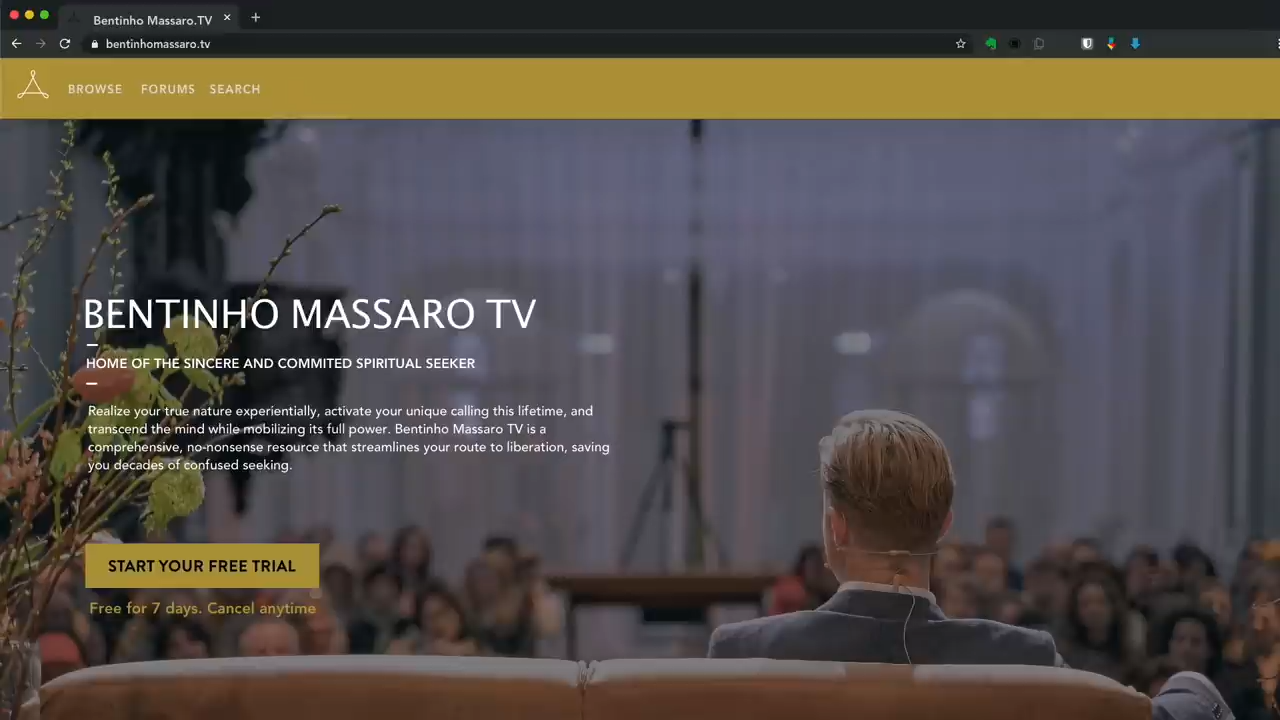 Bentinho Massaro.TV
bentinhomassaro.tv
BROWSE FORUMS SEARCH
BENTINHO MASSARO TV
HOME OF THE SINCERE AND COMMITED SPIRITUAL SEEKER
Realize your true nature experientially, activate your unique calling this lifetime, and
transcend the mind while mobilizing its full power. Bentinho Massaro TV is a
comprehensive, no-nonsense resource that streamlines your route to liberation, saving
you decades of confused seeking.
START YOUR FREE TRIAL
Free for 7 days. Cancel anytime